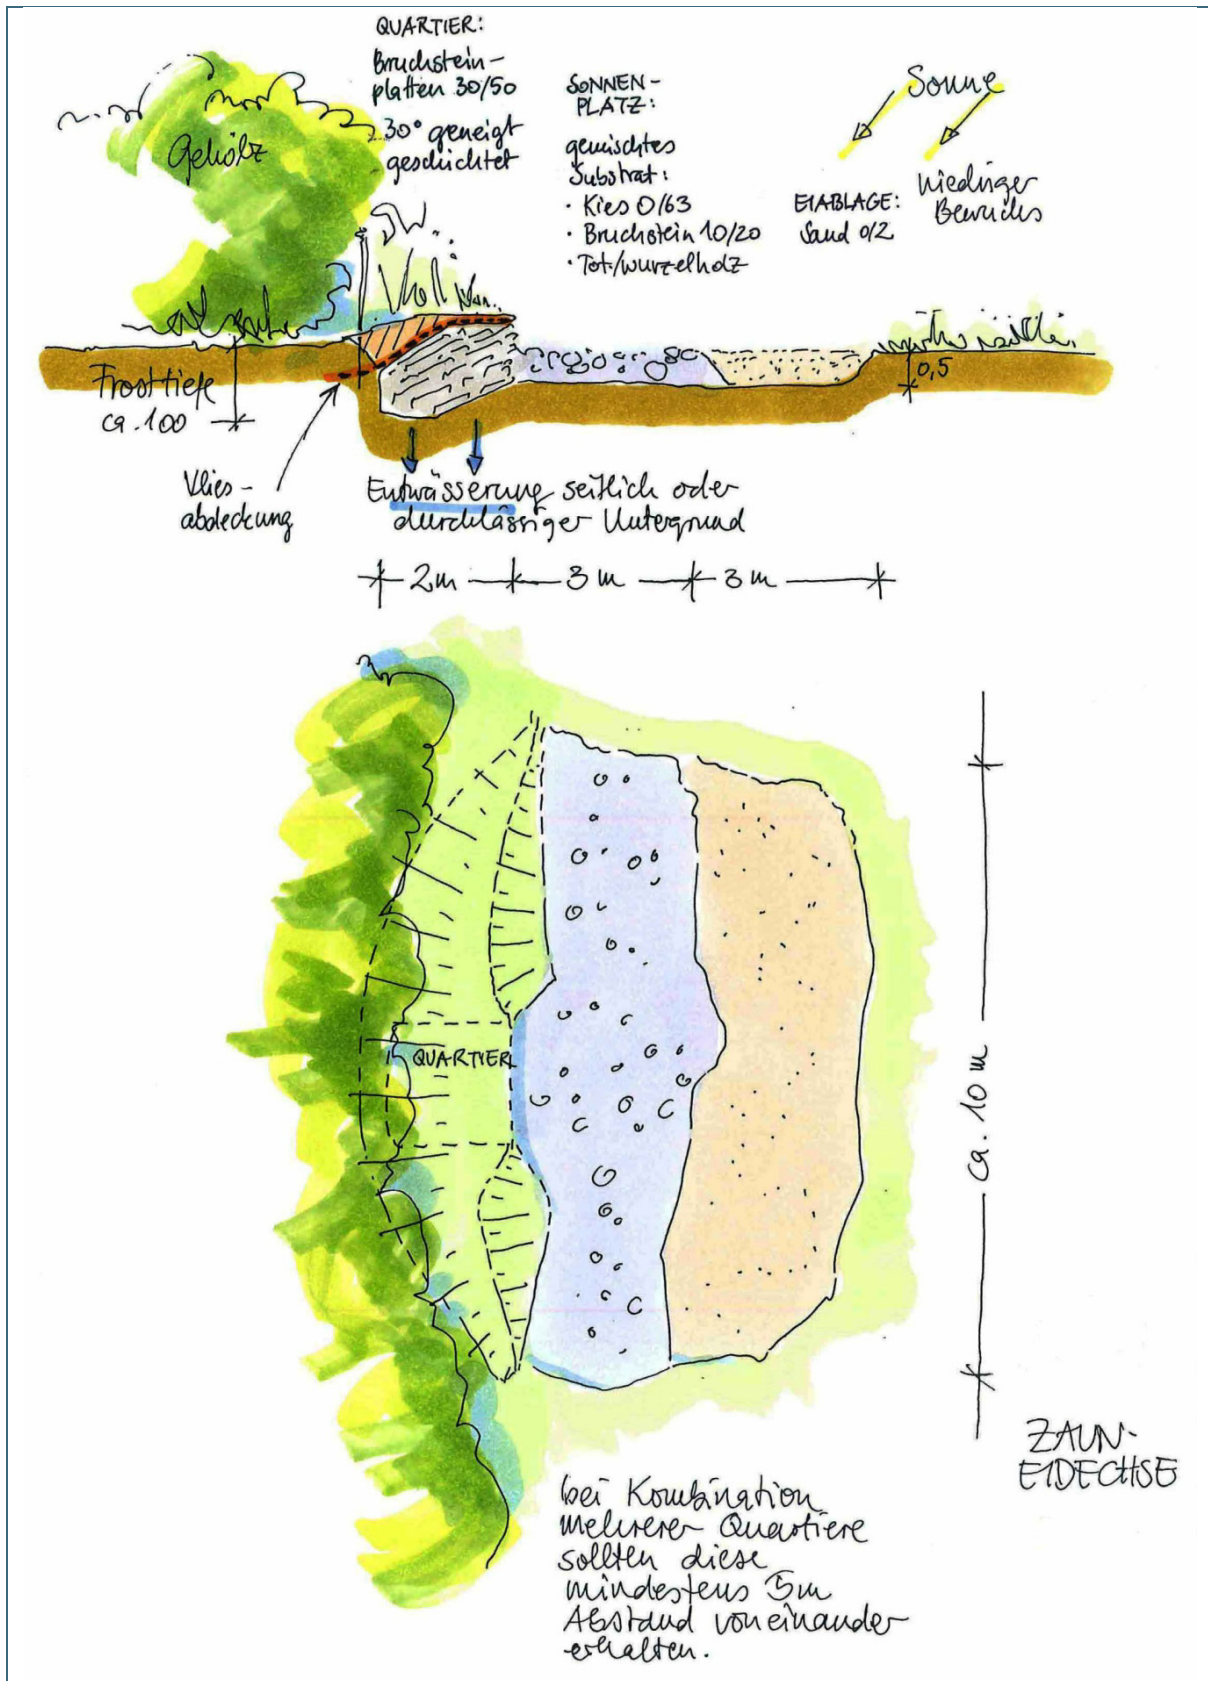 QUARTIER:
Bruchstein-
platten 30/50
30° geneigt
geschichtet
SONNEN-
PLATZ:
gemischtes
Substrat:
· Kies 0/63
· Bruchstein 10/20
· Tot-/wurzelholz
Sonne
EIABLAGE:
Sand 0/2
niedriger
Bewuchs
Gehölz
Frosttiefe
ca. 100
0,5
Vlies-
abdeckung
Entwässerung seitlich oder
durchlässiger Untergrund
2m
3m
3m
QUARTIER
ca. 10 m
ZAUN-
EIDECHSE
bei Kombination
mehrerer Quartiere
sollten diese
mindestens 5m
Abstand voneinander
erhalten.